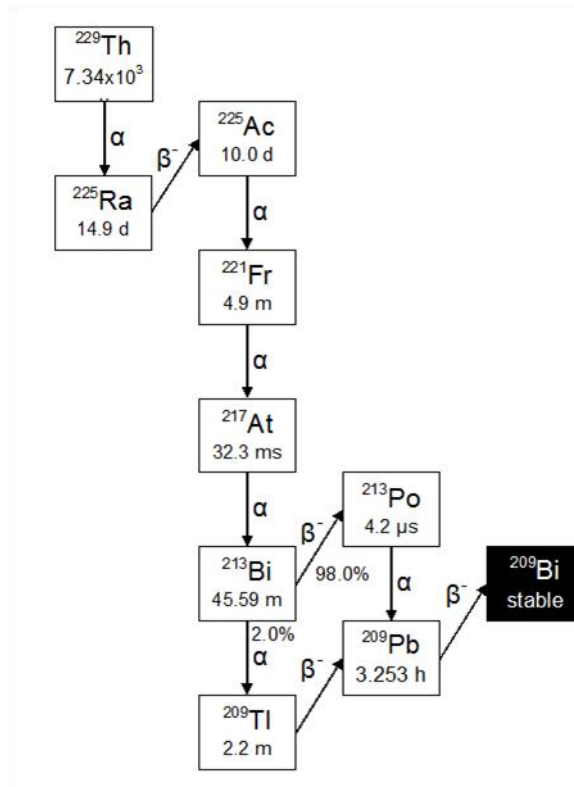 ²²⁹Th
7.34x10³
α
²²⁵Ra
14.9 d
β⁻
²²⁵Ac
10.0 d
α
²²¹Fr
4.9 m
α
²¹⁷At
32.3 ms
α
²¹³Bi
45.59 m
β⁻
98.0%
²¹³Po
4.2 µs
α
2.0%
α
²⁰⁹Tl
2.2 m
β⁻
²⁰⁹Pb
3.253 h
β⁻
²⁰⁹Bi
stable